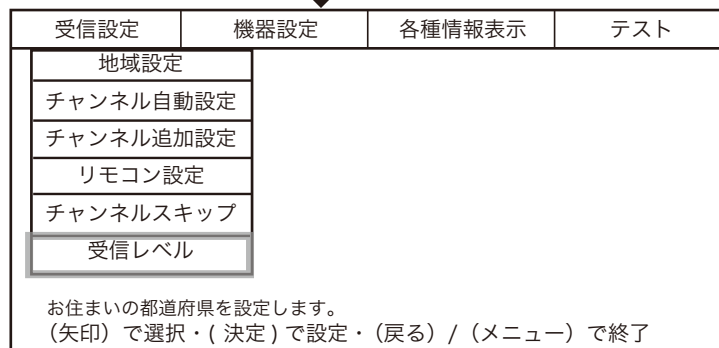 受信設定 機器設定 各種情報表示 テスト
地域設定
チャンネル自動設定
チャンネル追加設定
リモコン設定
チャンネルスキップ
受信レベル
お住まいの都道府県を設定します。
（矢印）で選択・( 決定 ) で設定・（戻る）/（メニュー）で終了